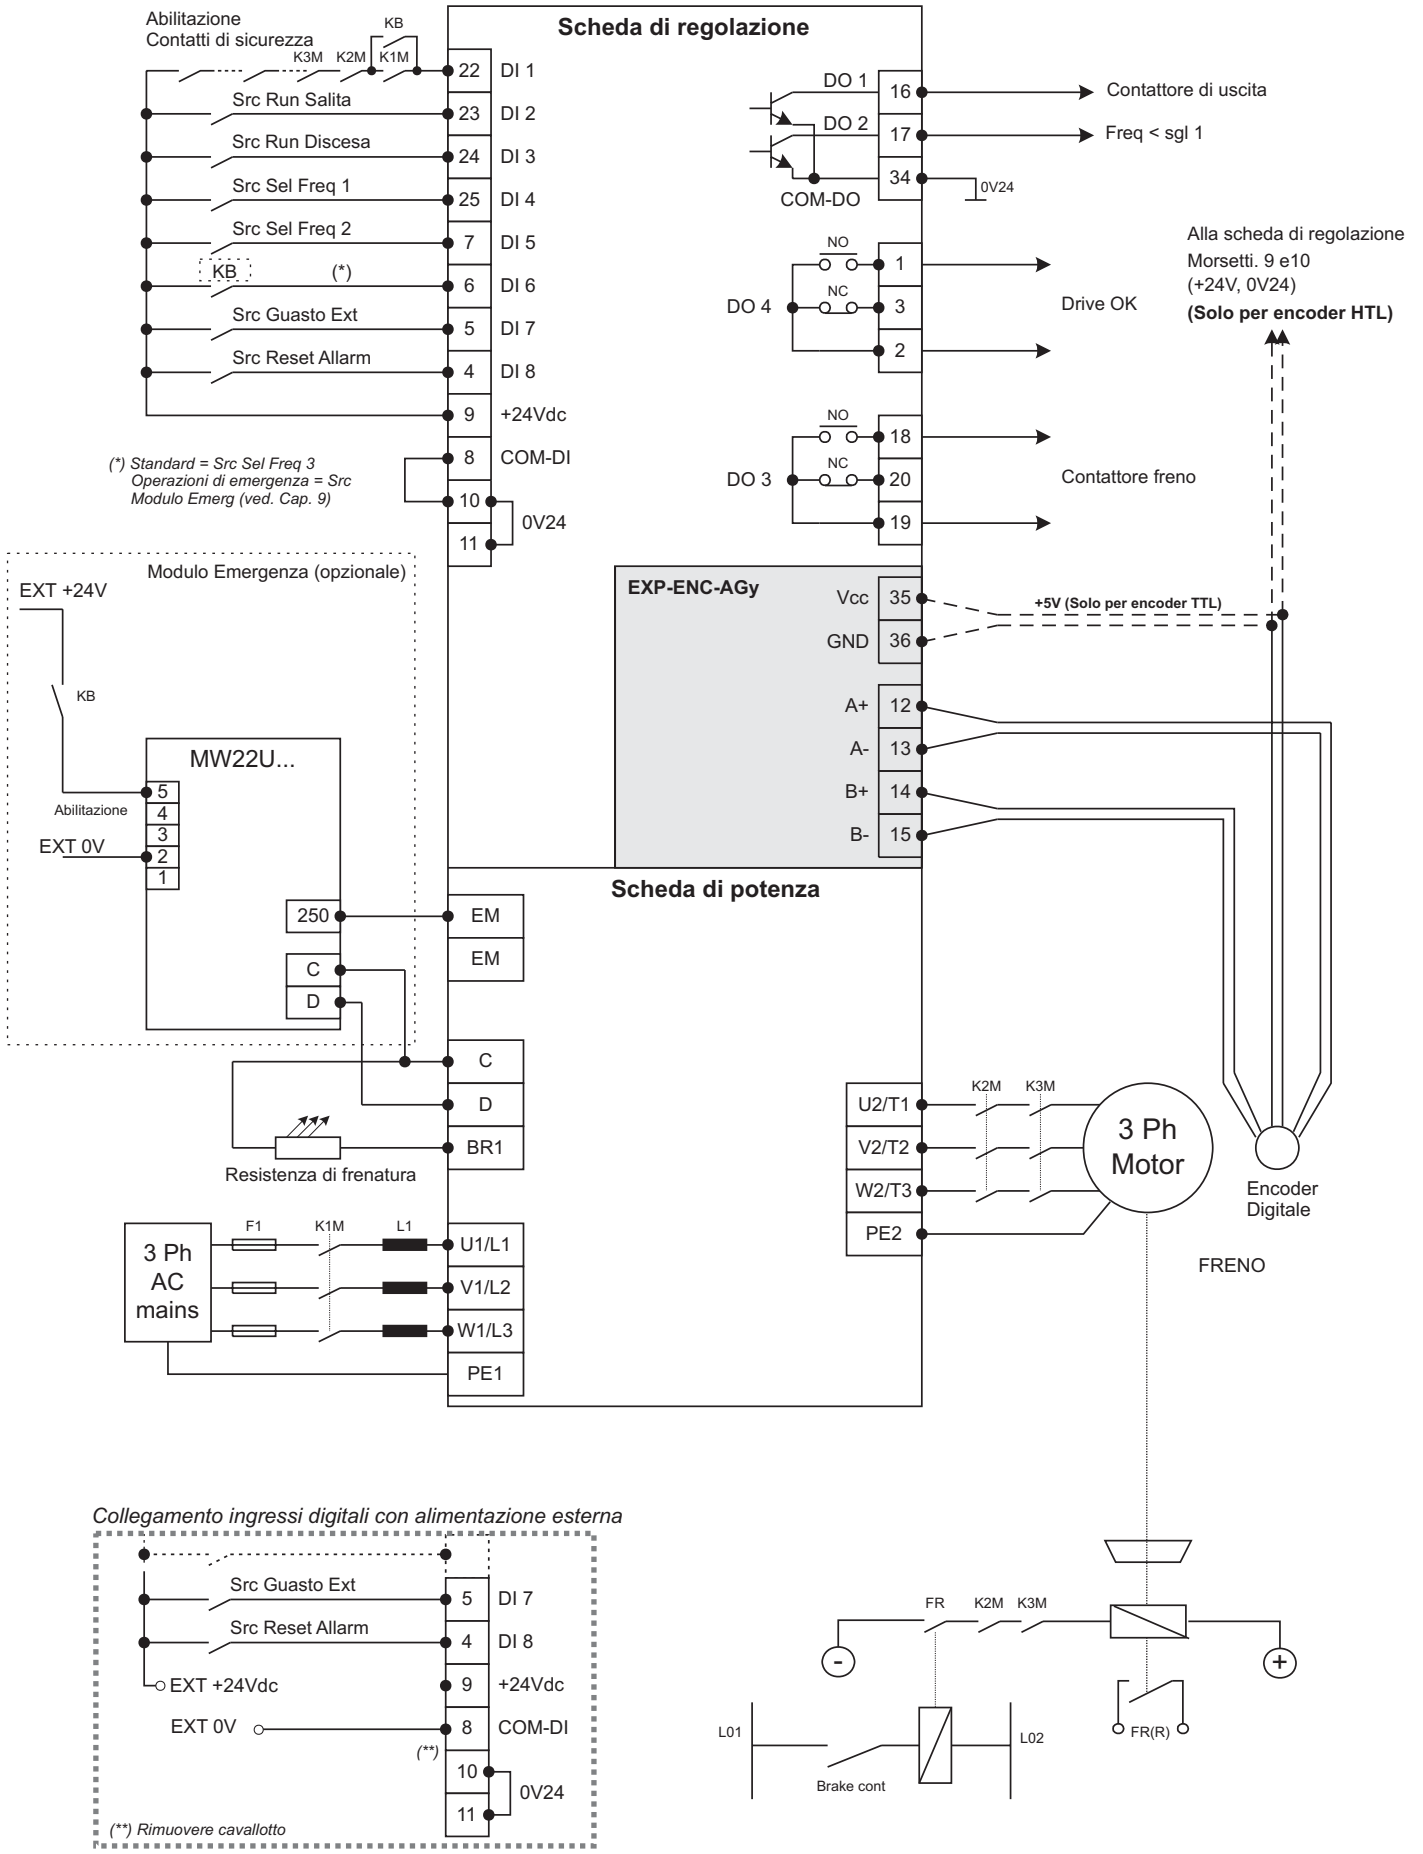 Abilitazione
Contatti di sicurezza
KB
K3M K2M K1M
22 DI 1
Src Run Salita
23 DI 2
Src Run Discesa
24 DI 3
Src Sel Freq 1
25 DI 4
Src Sel Freq 2
7 DI 5
KB (*)
6 DI 6
Src Guasto Ext
5 DI 7
Src Reset Allarm
4 DI 8
9 +24Vdc
8 COM-DI
10
0V24
11
(*) Standard = Src Sel Freq 3
Operazioni di emergenza = Src
Modulo Emerg (ved. Cap. 9)
Scheda di regolazione
DO 1 16 Contattore di uscita
DO 2 17 Freq < sgl 1
34
COM-DO
0V24
NO
1
DO 4
NC
3
Drive OK
2
NO
18
DO 3
NC
20
Contattore freno
19
Alla scheda di regolazione
Morsetti. 9 e10
(+24V, 0V24)
(Solo per encoder HTL)
EXP-ENC-AGy
Vcc 35
+5V (Solo per encoder TTL)
GND 36
A+ 12
A- 13
B+ 14
B- 15
Modulo Emergenza (opzionale)
EXT +24V
KB
MW22U...
5
Abilitazione
4
3
EXT 0V
2
1
250
C
D
Scheda di potenza
EM
EM
C
D
BR1
Resistenza di frenatura
3 Ph
AC
mains
F1 K1M L1
U1/L1
V1/L2
W1/L3
PE1
U2/T1
V2/T2
W2/T3
PE2
K2M K3M
3 Ph
Motor
Encoder
Digitale
FRENO
Collegamento ingressi digitali con alimentazione esterna
Src Guasto Ext
5 DI 7
Src Reset Allarm
4 DI 8
EXT +24Vdc
9 +24Vdc
EXT 0V
8 COM-DI
(**)
10
0V24
11
(**) Rimuovere cavallotto
FR K2M K3M
-
+
L01
Brake cont
L02
FR(R)